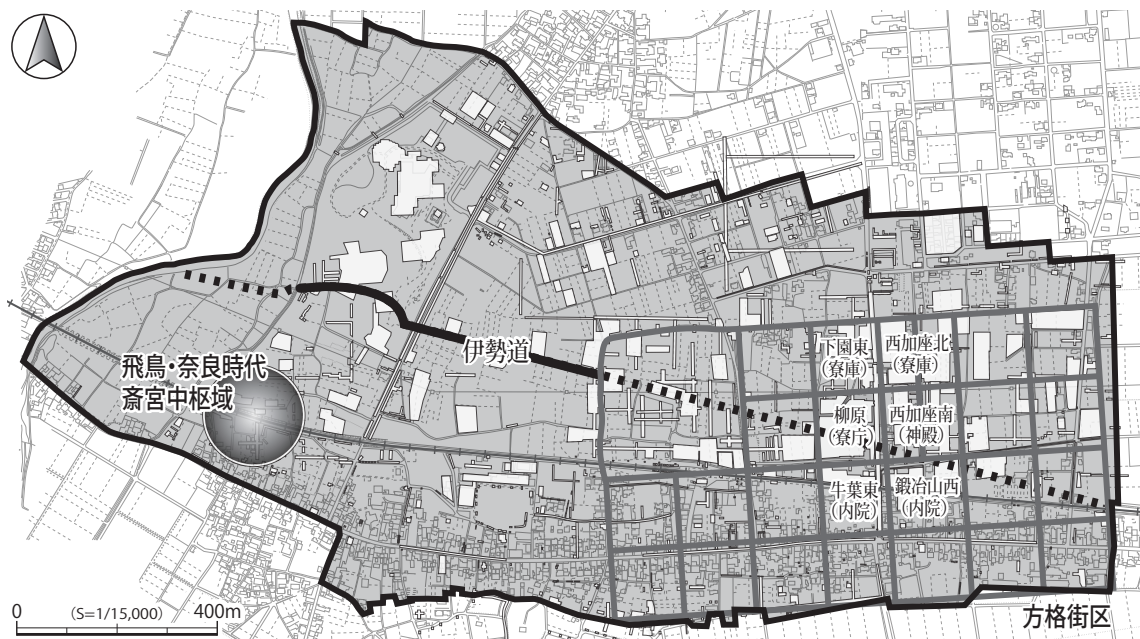 飛鳥・奈良時代
斎宮中枢域
伊勢道
下園東
（寮庫）
西加座北
（寮庫）
柳原
（寮庁）
西加座南
（神殿）
牛葉東
（内院）
鍛冶山西
（内院）
0
（S=1/15,000）
400m
方格街区